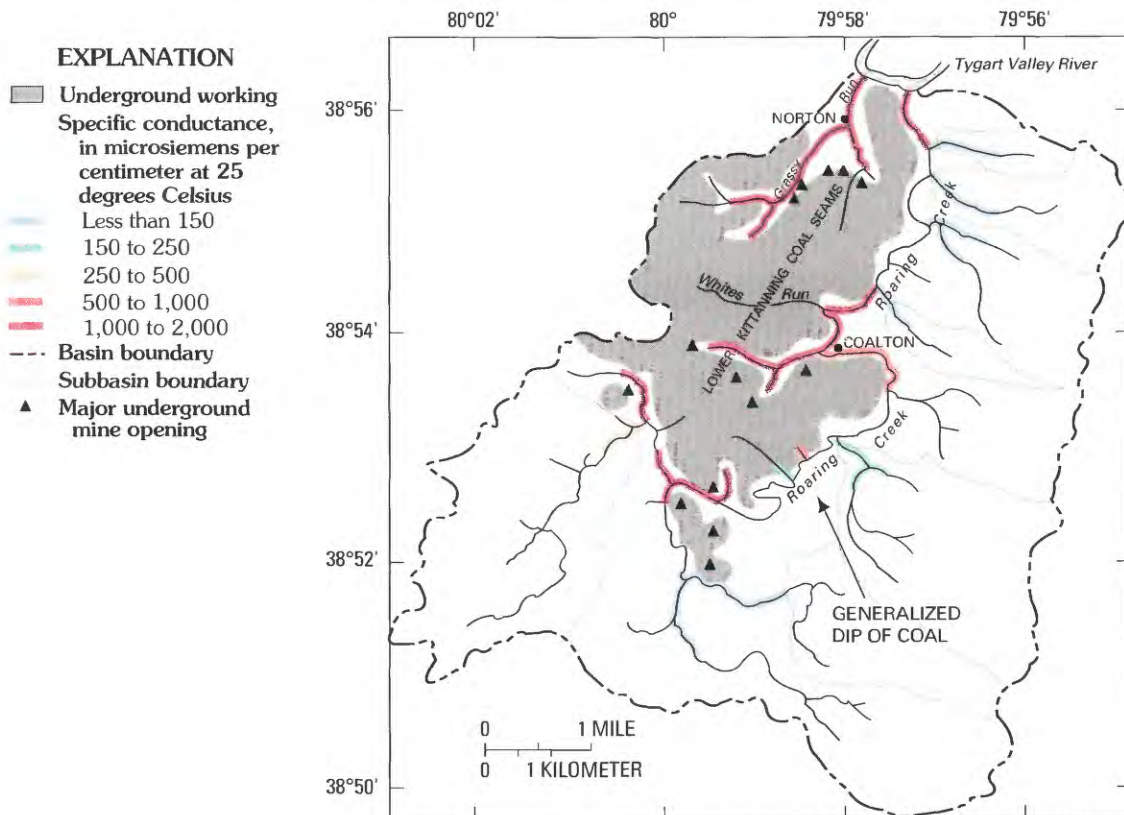 80°02'
80°
79°58'
79°56'
EXPLANATION
Underground working
Specific conductance,
in microsiemens per
centimeter at 25
degrees Celsius
Less than 150
150 to 250
250 to 500
500 to 1,000
1,000 to 2,000
Basin boundary
Subbasin boundary
Major underground
mine opening
38°56'
38°54'
38°52'
38°50'
Tygart Valley River
NORTON
Grassy Run
LOWER KITTANNING COAL SEAMS
Roaring Creek
Whites Run
COALTON
Roaring Creek
GENERALIZED
DIP OF COAL
0 1 MILE
0 1 KILOMETER